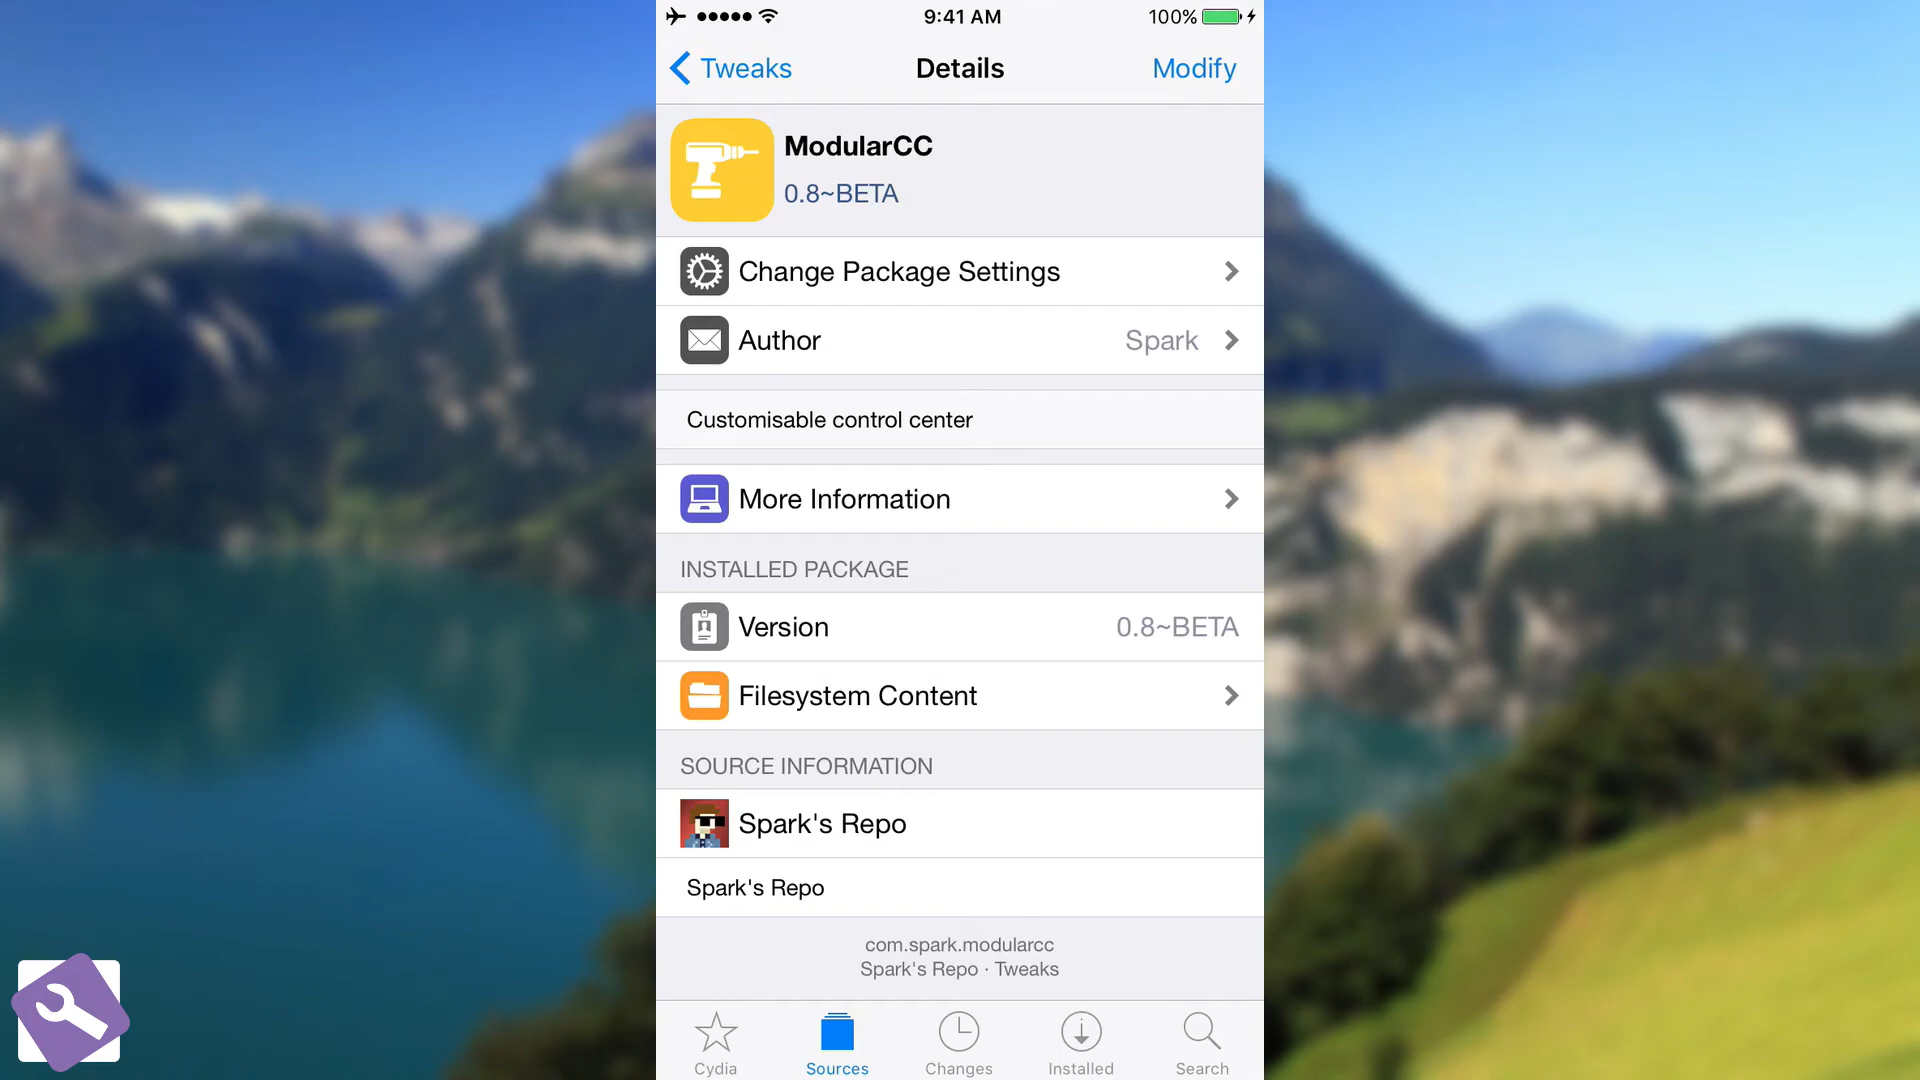 9:41 AM
100%
Tweaks
Details
Modify
ModularCC
0.8~BETA
Change Package Settings
Author
Spark
Customisable control center
More Information
INSTALLED PACKAGE
Version
0.8~BETA
Filesystem Content
SOURCE INFORMATION
Spark's Repo
Spark's Repo
com.spark.modularcc
Spark's Repo · Tweaks
Cydia
Sources
Changes
Installed
Search